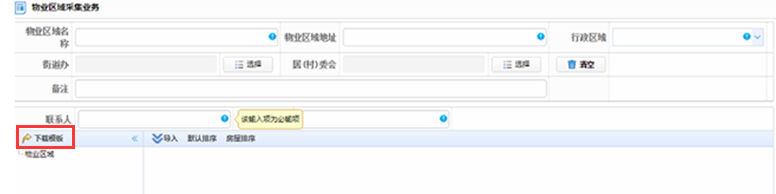 物业区域采集业务
物业区域名称 物业区域地址 行政区域
街道办 选择 居(村)委会 选择 清空
备注
联系人 该输入项为必输项
下载模板 导入 默认排序 房屋排序
物业区域